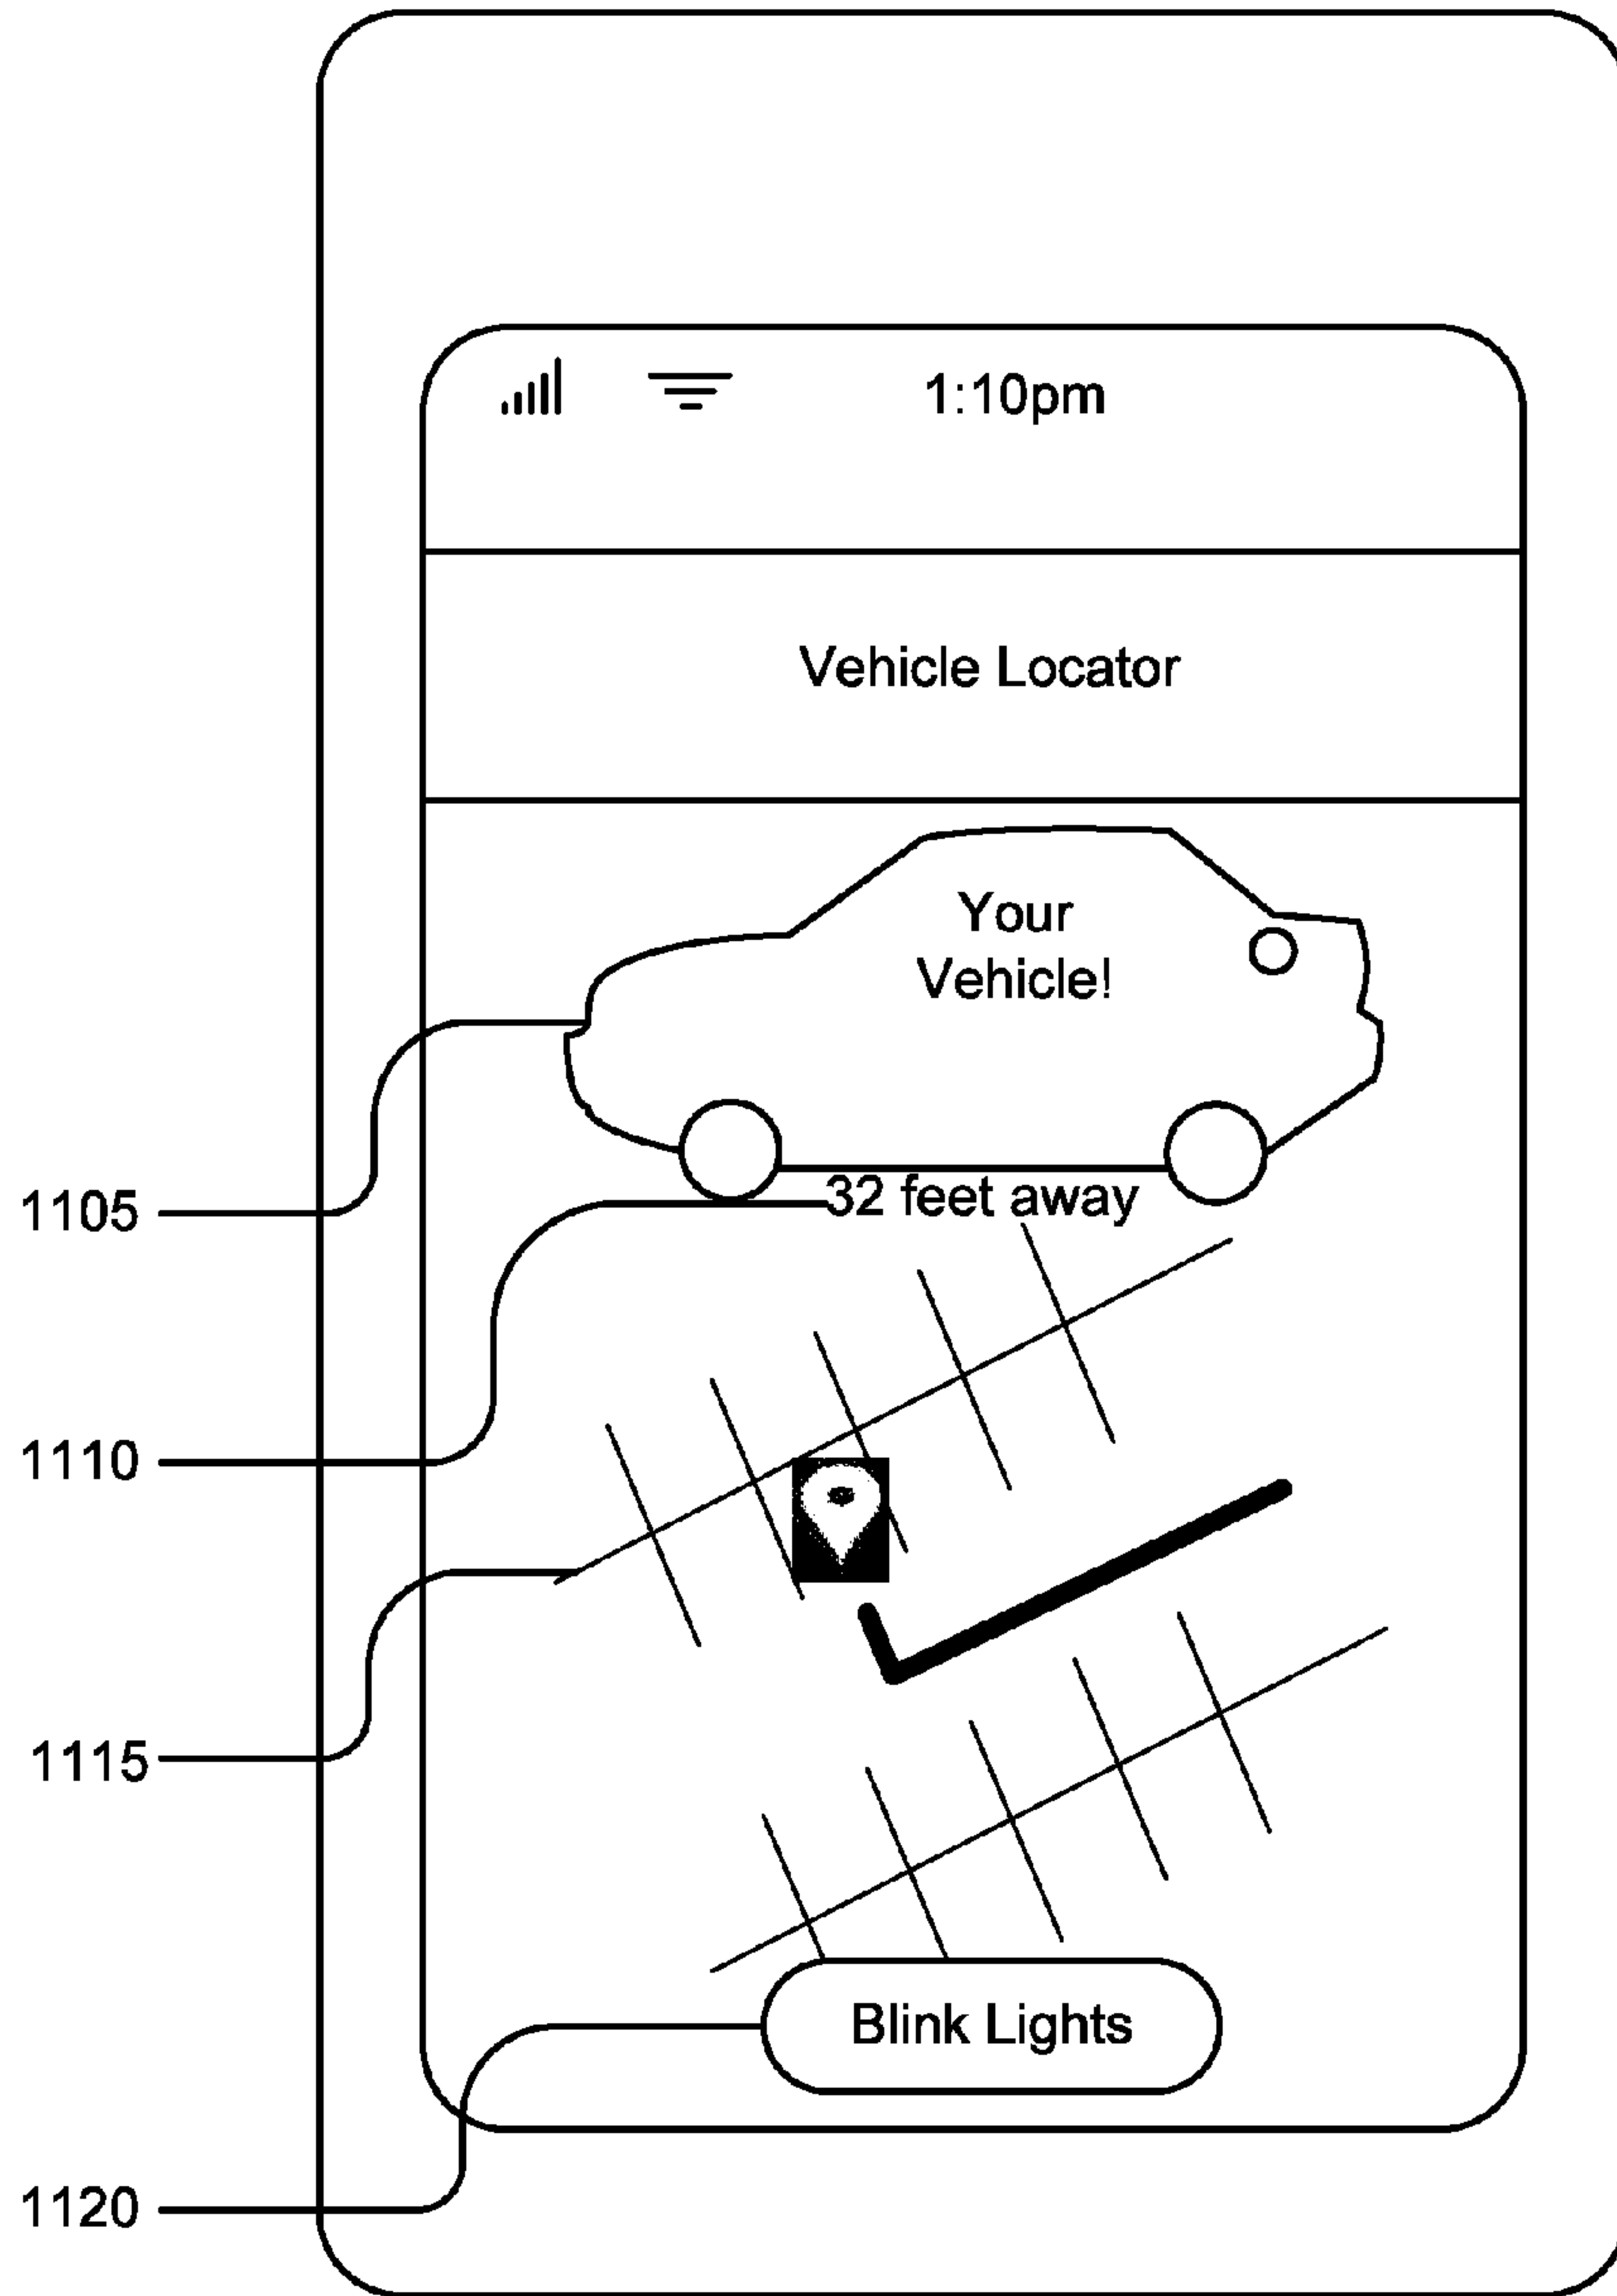 1:10pm
Vehicle Locator
Your
Vehicle!
1105
32 feet away
1110
1115
Blink Lights
1120